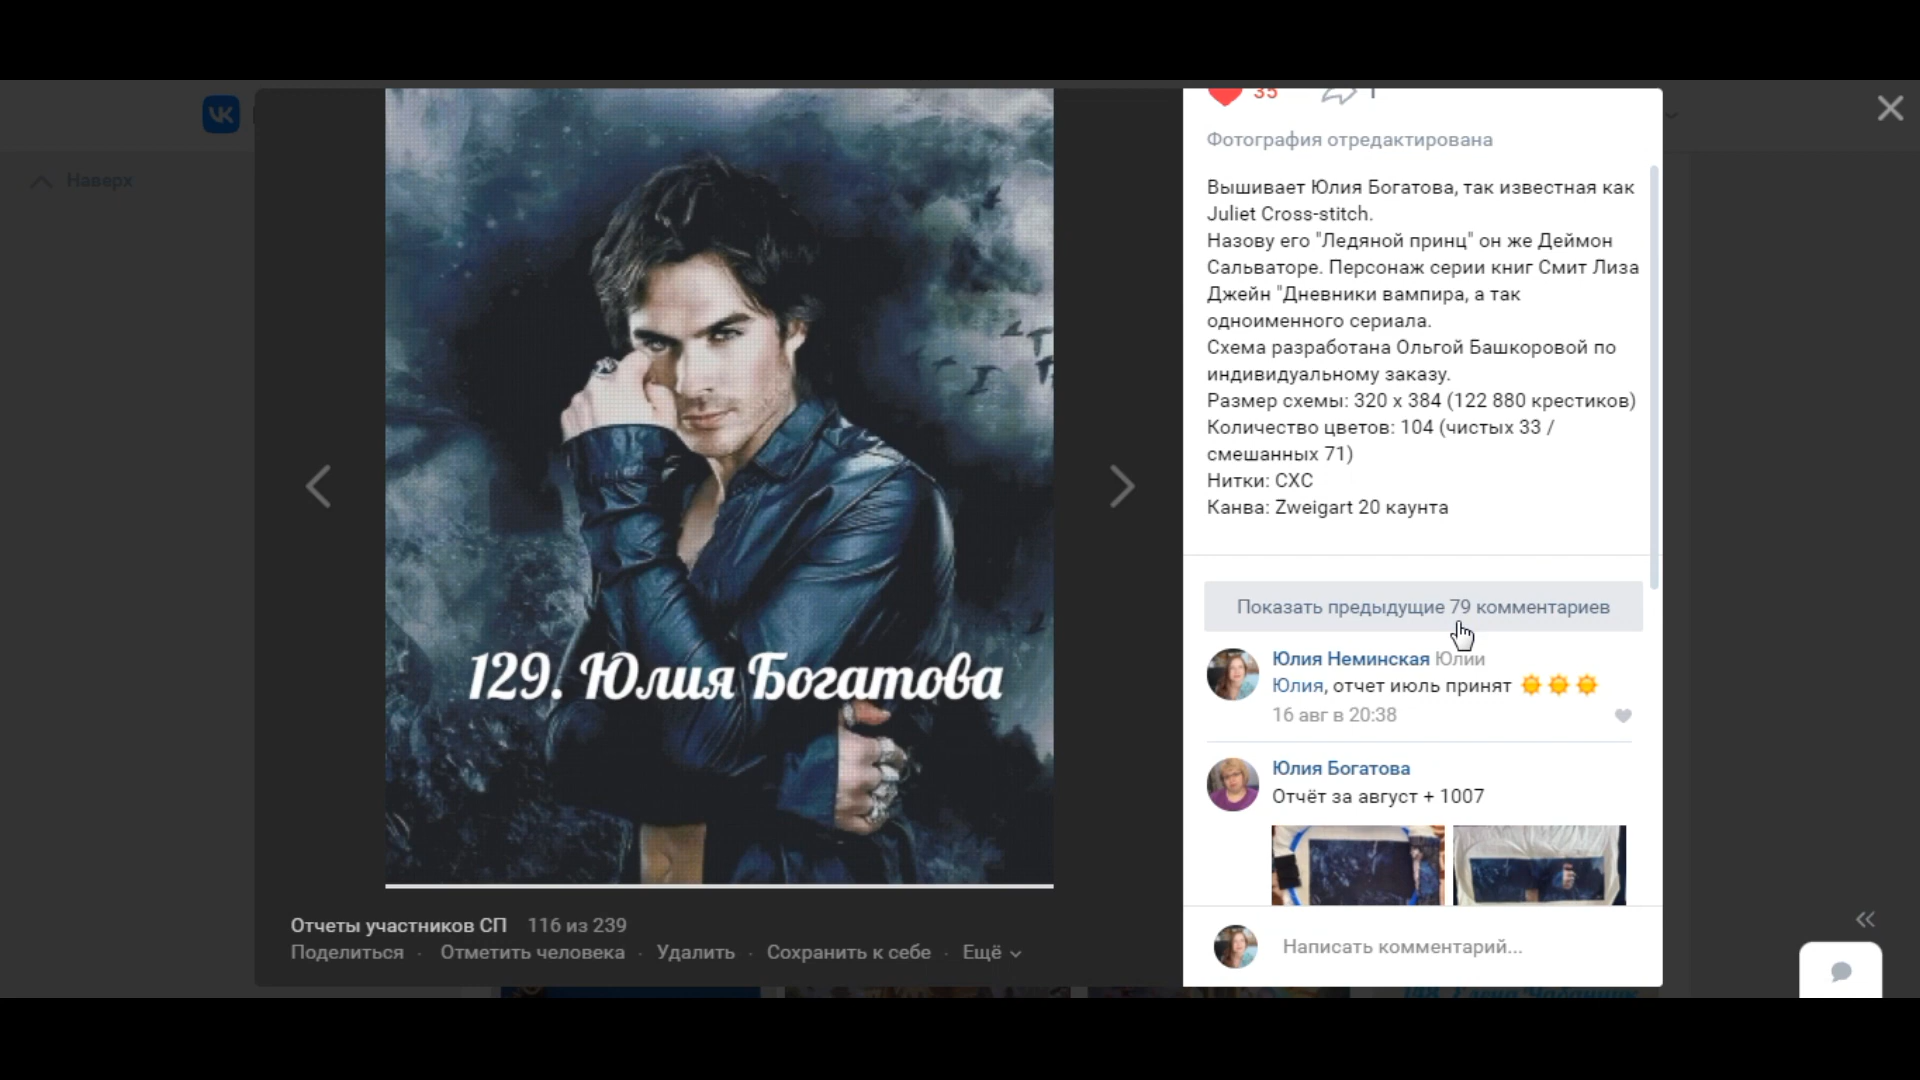 VK
Наверх
35
1
Фотография отредактирована
Вышивает Юлия Богатова, так известная как
Juliet Cross-stitch.
Назову его "Ледяной принц" он же Деймон
Сальваторе. Персонаж серии книг Смит Лиза
Джейн "Дневники вампира, а так
одноименного сериала.
Схема разработана Ольгой Башкоровой по
индивидуальному заказу.
Размер схемы: 320 х 384 (122 880 крестиков)
Количество цветов: 104 (чистых 33 /
смешанных 71)
Нитки: СХС
Канва: Zweigart 20 каунта
Показать предыдущие 79 комментариев
Юлия Неминская Юлии
Юлия, отчет июль принят
16 авг в 20:38
Юлия Богатова
Отчёт за август + 1007
Написать комментарий...
129. Юлия Богатова
Отчеты участников СП 116 из 239
Поделиться · Отметить человека · Удалить · Сохранить к себе · Ещё